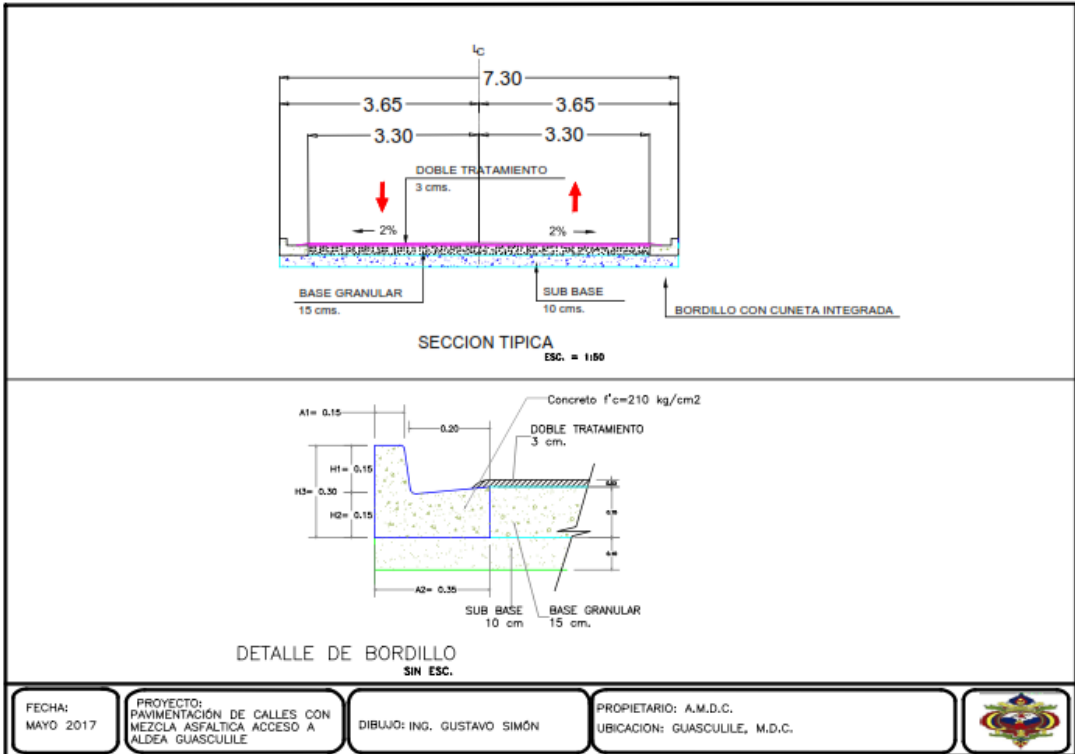 LC
7.30
3.65
3.65
3.30
3.30
DOBLE TRATAMIENTO
3 cms.
2%
2%
BASE GRANULAR
15 cms.
SUB BASE
10 cms.
BORDILLO CON CUNETA INTEGRADA
SECCION TIPICA
ESC. = 1:50
Concreto f'c=210 kg/cm2
A1= 0.15
0.20
DOBLE TRATAMIENTO
3 cm.
H1= 0.15
H3= 0.30
H2= 0.15
A2= 0.35
SUB BASE
10 cm
BASE GRANULAR
15 cm.
DETALLE DE BORDILLO
SIN ESC.
FECHA:
MAYO 2017
PROYECTO:
PAVIMENTACIÓN DE CALLES CON
MEZCLA ASFALTICA ACCESO A
ALDEA GUASCULILE
DIBUJO: ING. GUSTAVO SIMÓN
PROPIETARIO: A.M.D.C.
UBICACION: GUASCULILE, M.D.C.